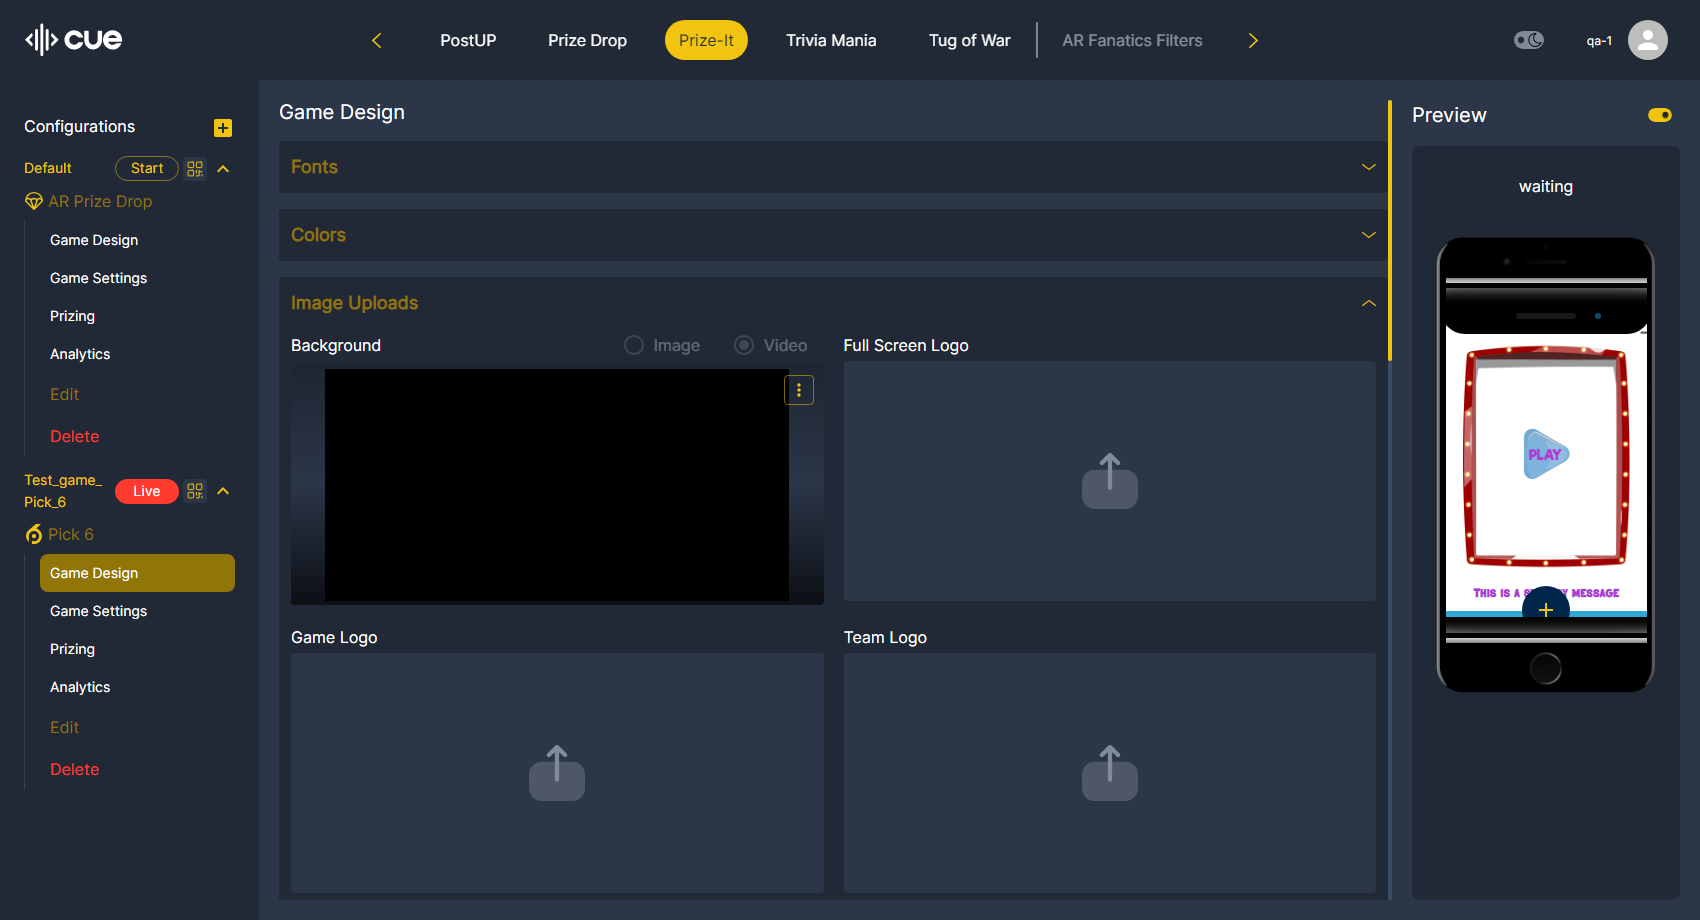 cue
PostUP
Prize Drop
Prize-It
Trivia Mania
Tug of War
AR Fanatics Filters
qa-1
Configurations
Default
Start
AR Prize Drop
Game Design
Game Settings
Prizing
Analytics
Edit
Delete
Test_game_
Pick_6
Live
Pick 6
Game Design
Game Settings
Prizing
Analytics
Edit
Delete
Game Design
Fonts
Colors
Image Uploads
Background
Image
Video
Full Screen Logo
Game Logo
Team Logo
Preview
waiting
PLAY
THIS IS A MESSAGE